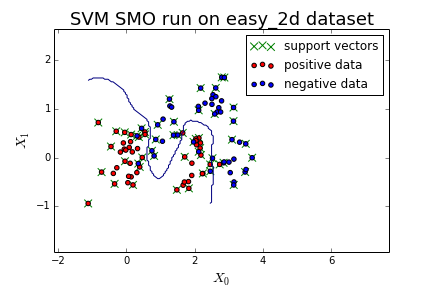 SVM SMO run on easy_2d dataset
support vectors
positive data
negative data
2
1
0
−1
X₁
−2
0
2
4
6
X₀